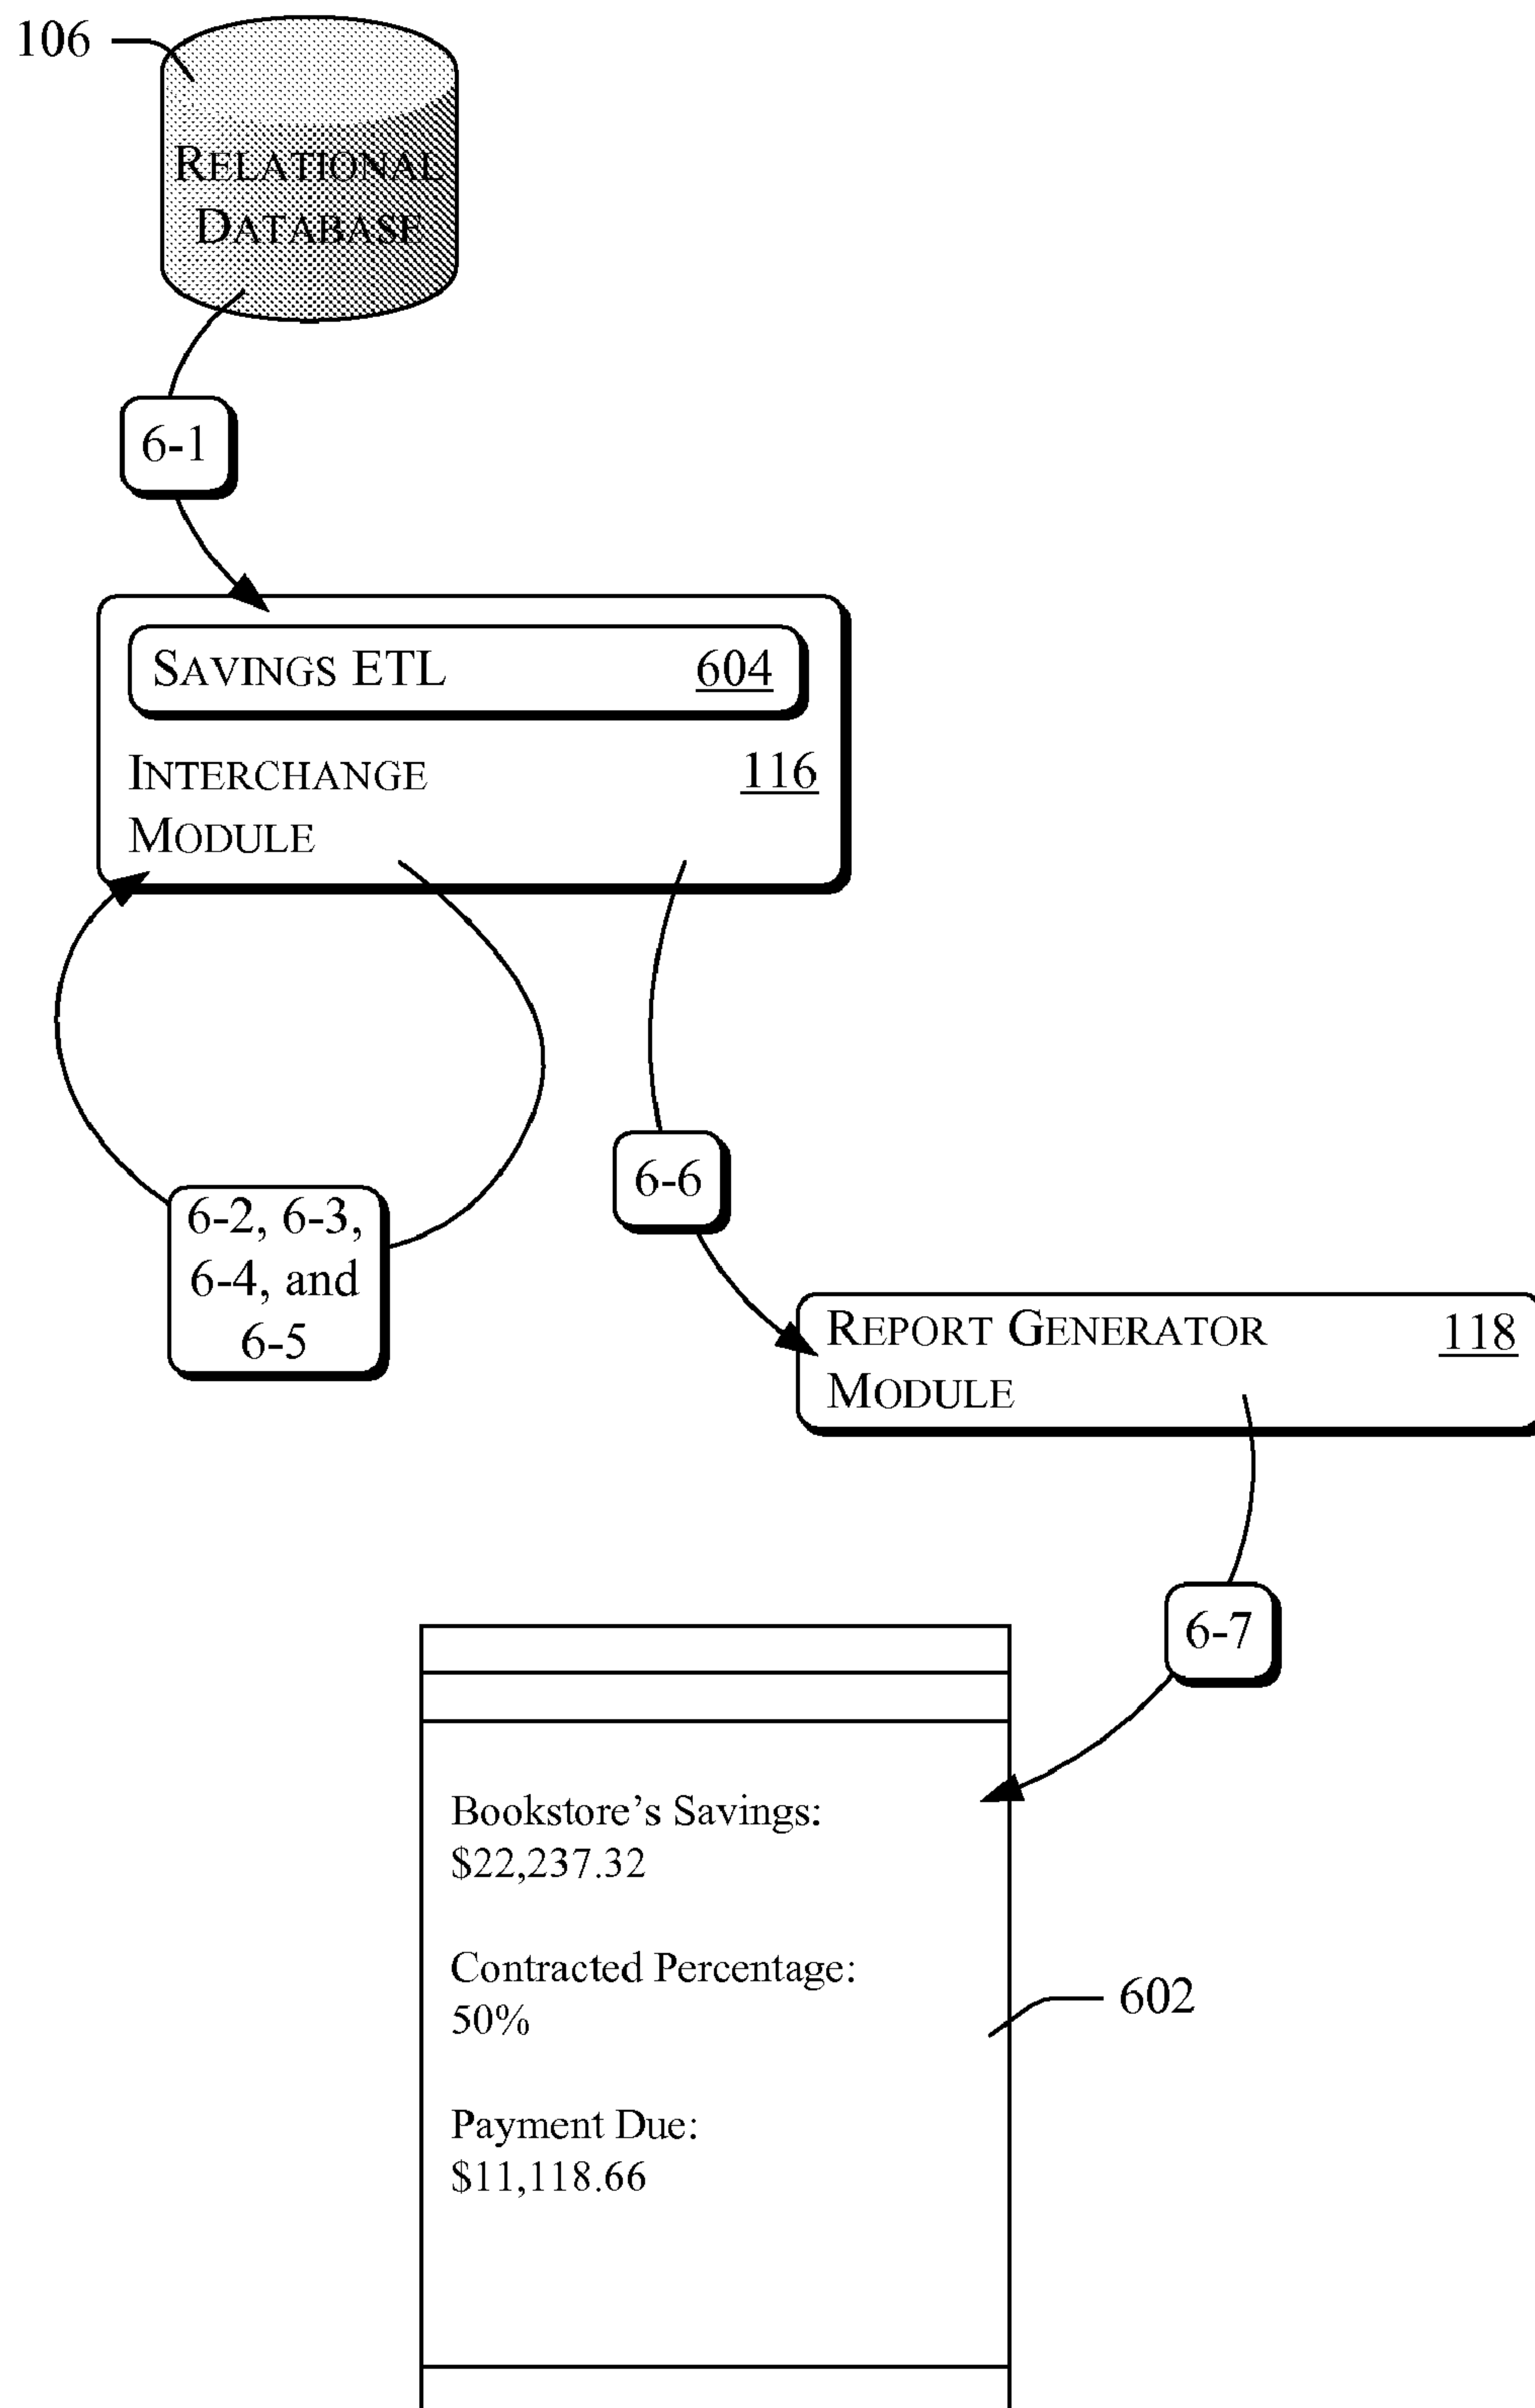 106
RELATIONAL
DATABASE
6-1
SAVINGS ETL 604
INTERCHANGE 116
MODULE
6-6
6-2, 6-3,
6-4, and
6-5
REPORT GENERATOR 118
MODULE
6-7
Bookstore’s Savings:
$22,237.32
Contracted Percentage:
50%
602
Payment Due:
$11,118.66